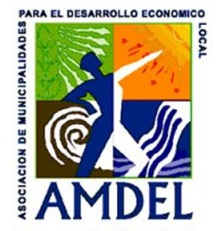 ASOCIACION DE MUNICIPALIDADES
PARA EL DESARROLLO ECONOMICO
LOCAL
AMDEL